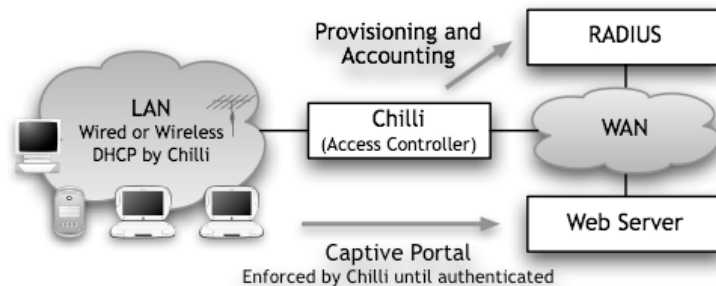 Provisioning and
Accounting
RADIUS
LAN
Wired or Wireless
DHCP by Chilli
Chilli
(Access Controller)
WAN
Web Server
Captive Portal
Enforced by Chilli until authenticated